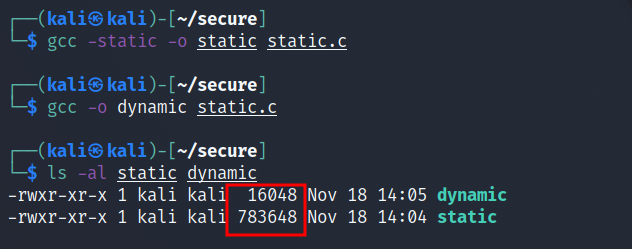 ┌──(kali㉿kali)-[~/secure]
└─$ gcc -static -o static static.c
┌──(kali㉿kali)-[~/secure]
└─$ gcc -o dynamic static.c
┌──(kali㉿kali)-[~/secure]
└─$ ls -al static dynamic
-rwxr-xr-x 1 kali kali  16048 Nov 18 14:05 dynamic
-rwxr-xr-x 1 kali kali 783648 Nov 18 14:04 static